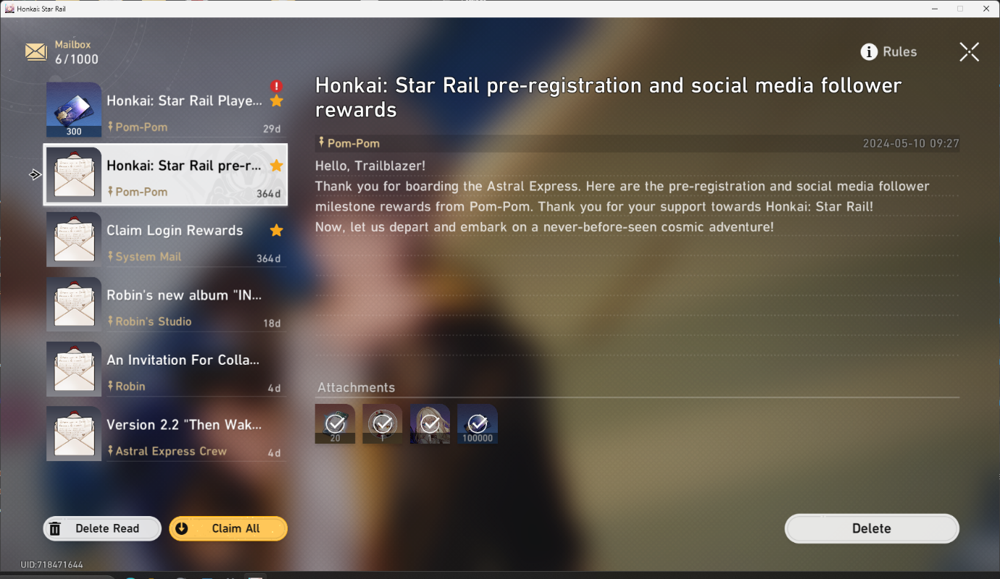 Honkai: Star Rail
Mailbox
6/1000
Rules
Honkai: Star Rail Playe...
300
Pom-Pom
29d
Honkai: Star Rail pre-r...
Pom-Pom
364d
Claim Login Rewards
System Mail
364d
Robin's new album "IN...
Robin's Studio
18d
An Invitation For Colla...
Robin
4d
Version 2.2 "Then Wak...
Astral Express Crew
4d
Delete Read
Claim All
UID:718471644
Honkai: Star Rail pre-registration and social media follower
rewards
Pom-Pom
2024-05-10 09:27
Hello, Trailblazer!
Thank you for boarding the Astral Express. Here are the pre-registration and social media follower
milestone rewards from Pom-Pom. Thank you for your support towards Honkai: Star Rail!
Now, let us depart and embark on a never-before-seen cosmic adventure!
Attachments
20
1
1
100000
Delete